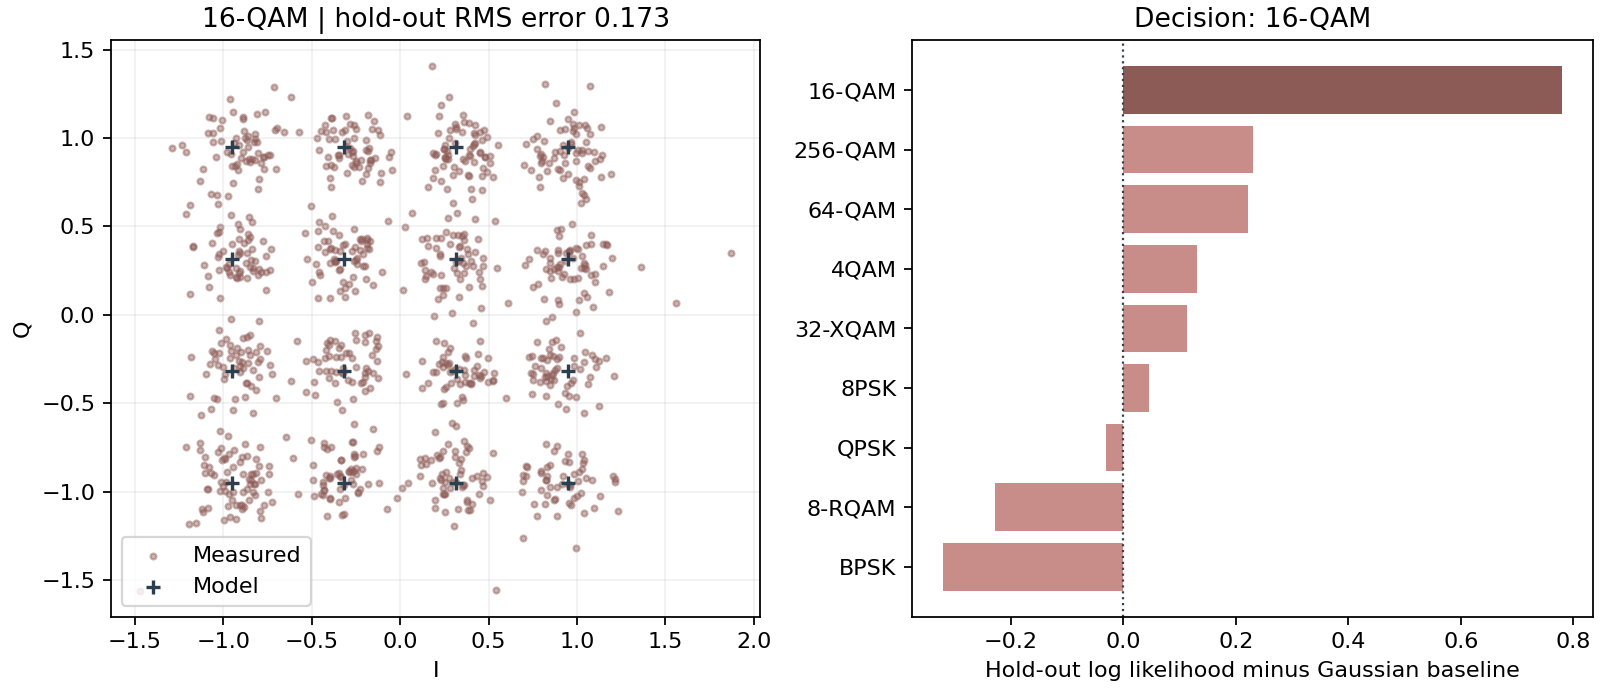 16-QAM | hold-out RMS error 0.173
1.5
1.0
0.5
0.0
−0.5
−1.0
−1.5
Q
Measured
Model
−1.5 −1.0 −0.5 0.0 0.5 1.0 1.5 2.0
I
Decision: 16-QAM
16-QAM
256-QAM
64-QAM
4QAM
32-XQAM
8PSK
QPSK
8-RQAM
BPSK
−0.2 0.0 0.2 0.4 0.6 0.8
Hold-out log likelihood minus Gaussian baseline